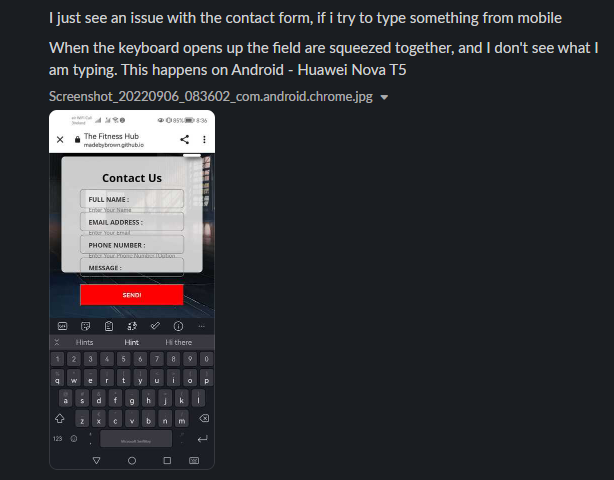 I just see an issue with the contact form, if i try to type something from mobile
When the keyboard opens up the field are squeezed together, and I don't see what I
am typing. This happens on Android - Huawei Nova T5
Screenshot_20220906_083602_com.android.chrome.jpg
85% 8:36
The Fitness Hub
madebybrown.github.io
Contact Us
FULL NAME :
Enter Your Name
EMAIL ADDRESS :
Enter Your Email
PHONE NUMBER :
Enter Your Phone Number
MESSAGE :
SEND!
GIF
Hints Hint Hi there
1 2 3 4 5 6 7 8 9 0
q w e r t y u i o p
a s d f g h j k l
z x c v b n m
123
Microsoft SwiftKey